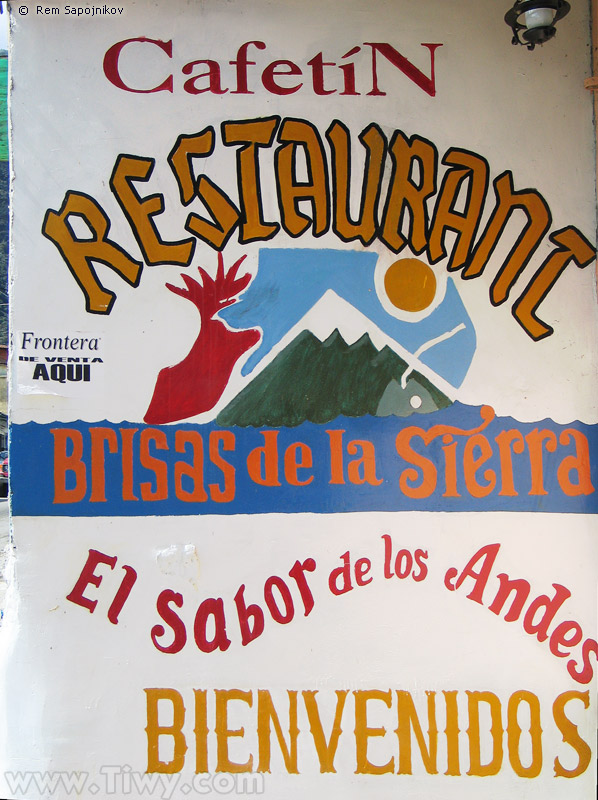 © Rem Sapojnikov
CafetíN
RESTAURANT
Frontera
DE VENTA
AQUI
Brisas de la Sierra
El Sabor de los Andes
BIENVENIDOS
www.Tiwy.com